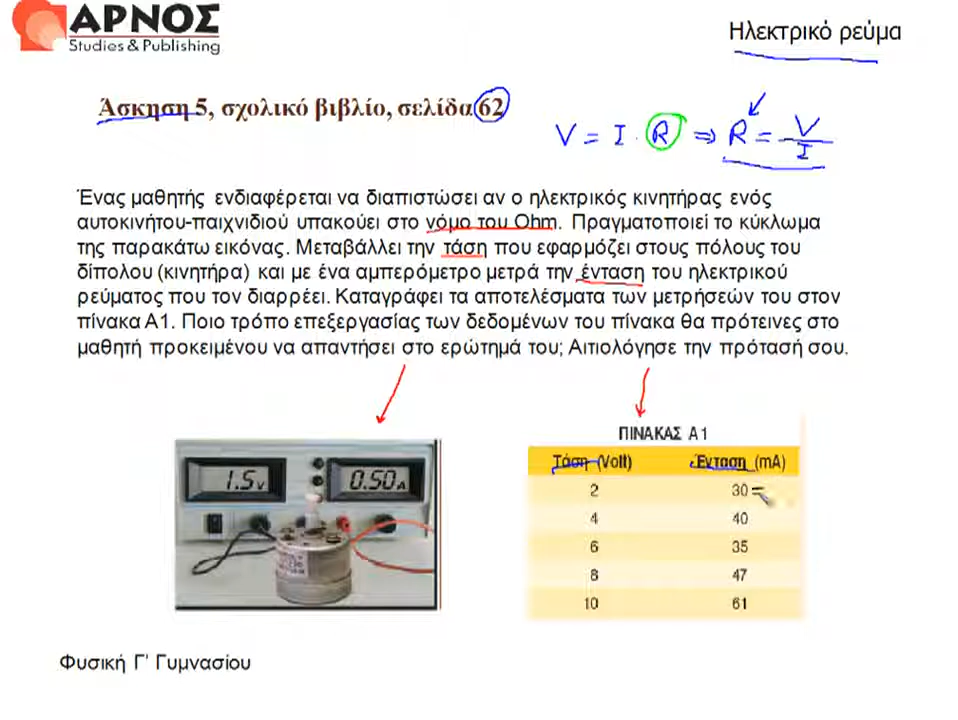 ΑΡΝΟΣ
Studies & Publishing
Ηλεκτρικό ρεύμα
Άσκηση 5, σχολικό βιβλίο, σελίδα 62
V = I · R ⇒ R = V/I
Ένας μαθητής ενδιαφέρεται να διαπιστώσει αν ο ηλεκτρικός κινητήρας ενός
αυτοκινήτου-παιχνιδιού υπακούει στο νόμο του Ohm. Πραγματοποιεί το κύκλωμα
της παρακάτω εικόνας. Μεταβάλλει την τάση που εφαρμόζει στους πόλους του
δίπολου (κινητήρα) και με ένα αμπερόμετρο μετρά την ένταση του ηλεκτρικού
ρεύματος που τον διαρρέει. Καταγράφει τα αποτελέσματα των μετρήσεών του στον
πίνακα Α1. Ποιο τρόπο επεξεργασίας των δεδομένων του πίνακα θα πρότεινες στο
μαθητή προκειμένου να απαντήσει στο ερώτημά του; Αιτιολόγησε την πρότασή σου.
1.5v 0.50A
ΠΙΝΑΚΑΣ Α1
Τάση (Volt) Ένταση (mA)
2 30 =
4 40
6 35
8 47
10 61
Φυσική Γ' Γυμνασίου